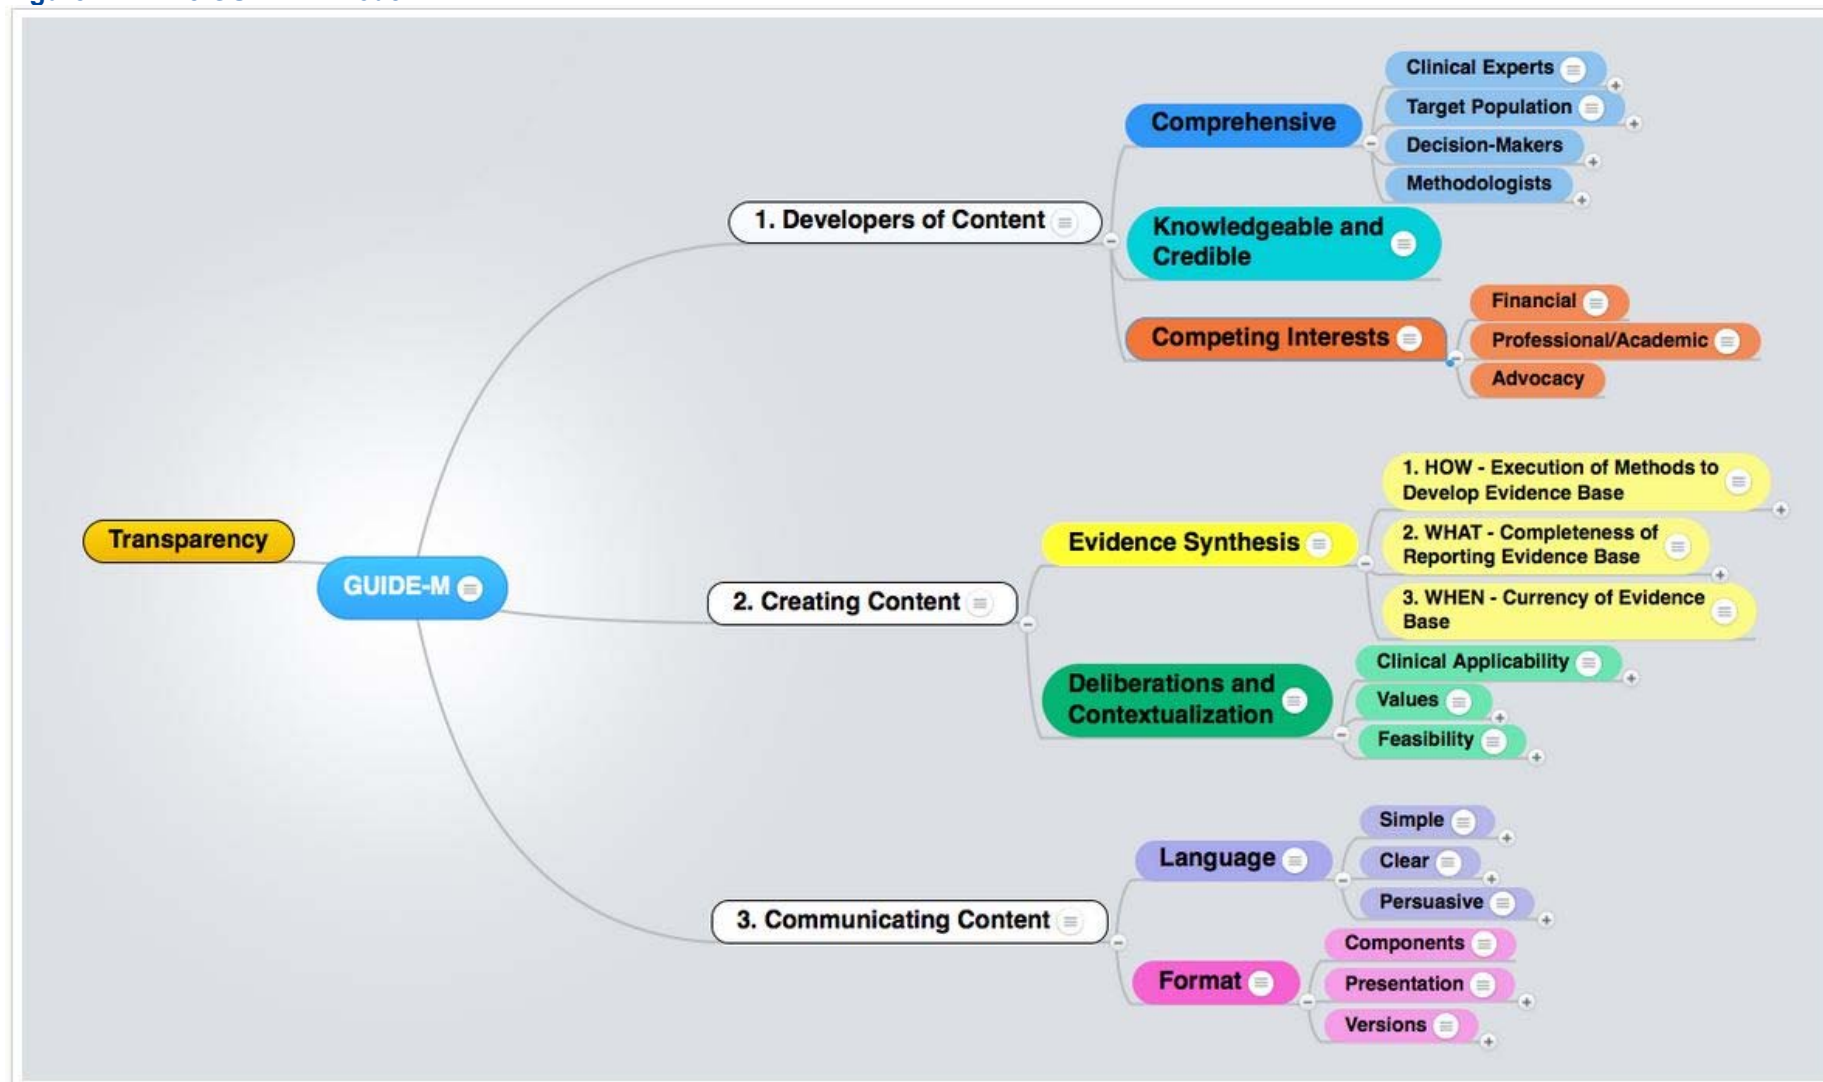 Transparency
GUIDE-M
1. Developers of Content
Comprehensive
Clinical Experts
Target Population
Decision-Makers
Methodologists
Knowledgeable and
Credible
Competing Interests
Financial
Professional/Academic
Advocacy
2. Creating Content
Evidence Synthesis
1. HOW - Execution of Methods to
Develop Evidence Base
2. WHAT - Completeness of
Reporting Evidence Base
3. WHEN - Currency of Evidence
Base
Deliberations and
Contextualization
Clinical Applicability
Values
Feasibility
3. Communicating Content
Language
Simple
Clear
Persuasive
Format
Components
Presentation
Versions